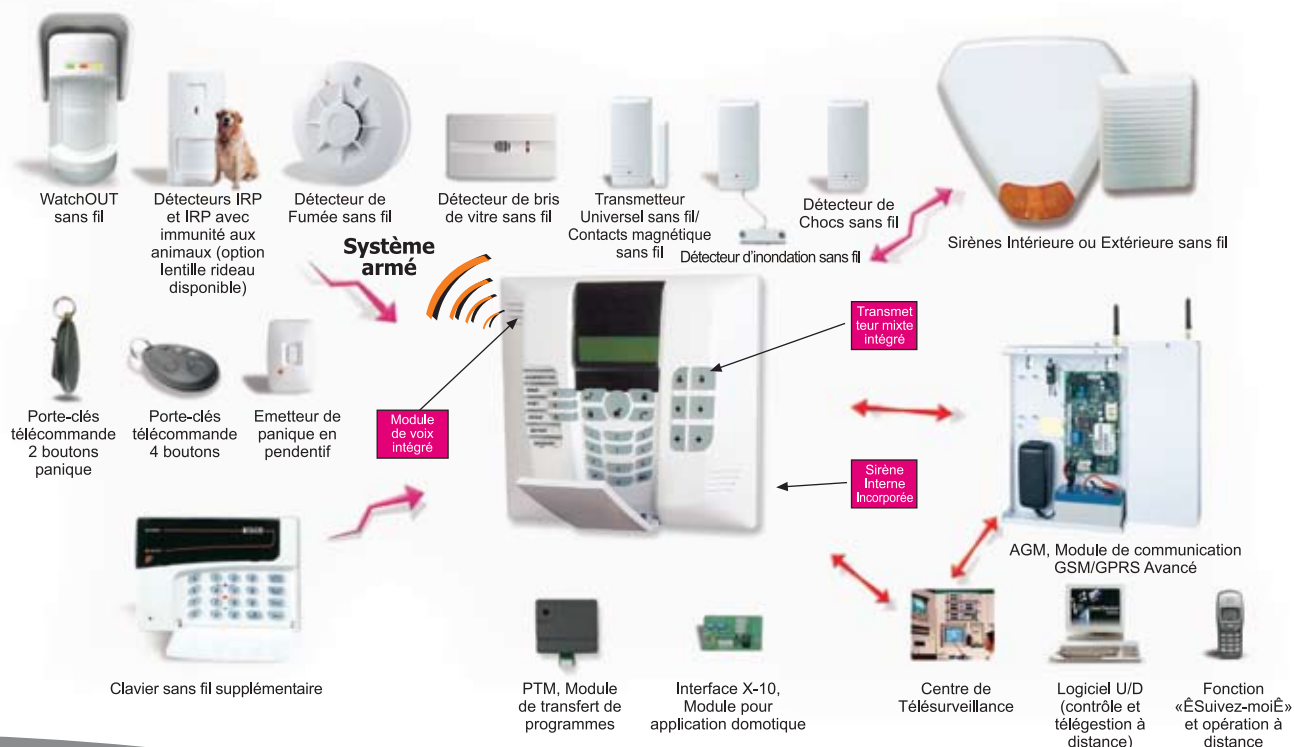 WatchOUT
sans fil
Détecteurs IRP
et IRP avec
immunité aux
animaux (option
lentille rideau
disponible)
Détecteur de
Fumée sans fil
Détecteur de bris
de vitre sans fil
Transmetteur
Universel sans fil/
Contacts magnétique
sans fil
Détecteur d'inondation sans fil
Détecteur de
Chocs sans fil
Sirènes Intérieure ou Extérieure sans fil
Système
armé
Transmet
teur mixte
intégré
Porte-clés
télécommande
2 boutons
panique
Porte-clés
télécommande
4 boutons
Emetteur de
panique en
pendentif
Module
de voix
intégré
Sirène
Interne
Incorporée
AGM, Module de communication
GSM/GPRS Avancé
Clavier sans fil supplémentaire
PTM, Module
de transfert de
programmes
Interface X-10,
Module pour
application domotique
Centre de
Télésurveillance
Logiciel U/D
(contrôle et
télégestion à
distance)
Fonction
«ÊSuivez-moiÊ»
et opération à
distance